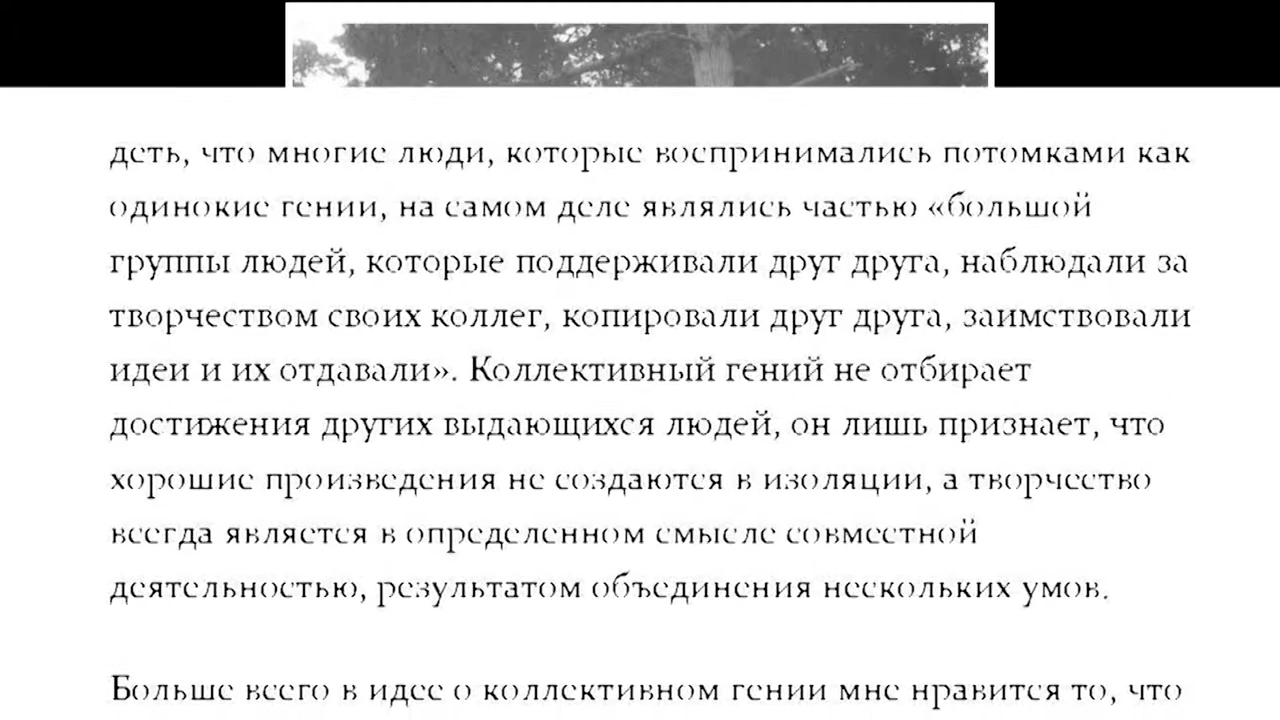 деть, что многие люди, которые воспринимались потомками как
одинокие гении, на самом деле являлись частью «большой
группы людей, которые поддерживали друг друга, наблюдали за
творчеством своих коллег, копировали друг друга, заимствовали
идеи и их отдавали». Коллективный гений не отбирает
достижения других выдающихся людей, он лишь признает, что
хорошие произведения не создаются в изоляции, а творчество
всегда является в определенном смысле совместной
деятельностью, результатом объединения нескольких умов.
Больше всего в идее о коллективном гении мне нравится то, что